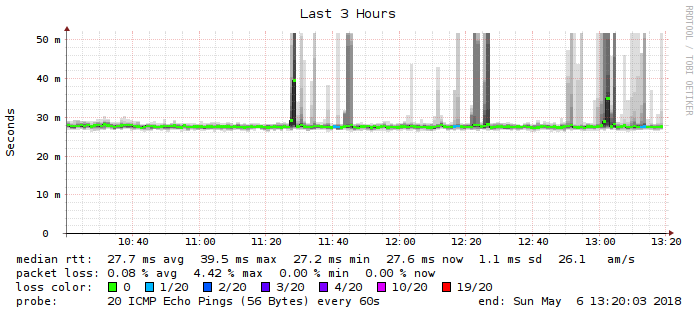 Last 3 Hours
RRDTOOL / TOBI OETIKER
Seconds
50 m
40 m
30 m
20 m
10 m
0
10:40 11:00 11:20 11:40 12:00 12:20 12:40 13:00 13:20
median rtt: 27.7 ms avg 39.5 ms max 27.2 ms min 27.6 ms now 1.1 ms sd 26.1 am/s
packet loss: 0.08 % avg 4.42 % max 0.00 % min 0.00 % now
loss color: 0 1/20 2/20 3/20 4/20 10/20 19/20
probe: 20 ICMP Echo Pings (56 Bytes) every 60s end: Sun May 6 13:20:03 2018